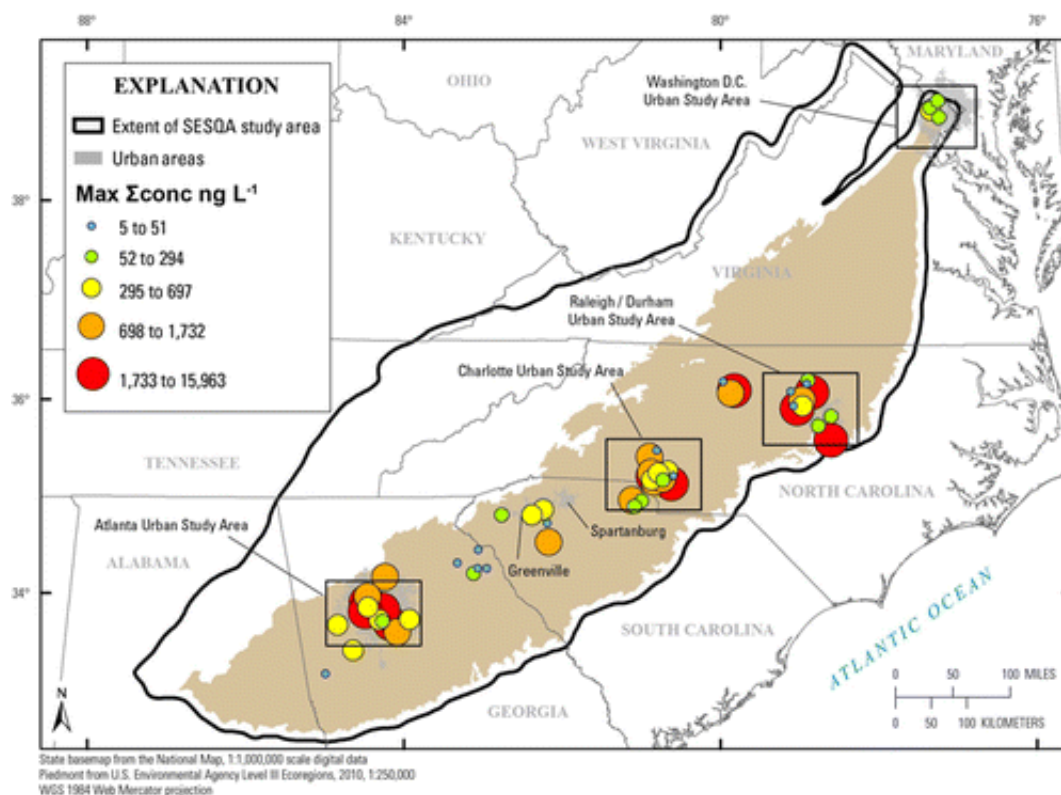 88°
84°
80°
76°
MARYLAND
Washington D.C.
Urban Study Area
OHIO
WEST VIRGINIA
EXPLANATION
Extent of SESQA study area
Urban areas
Max Σconc ng L-1
5 to 51
52 to 294
295 to 697
698 to 1,732
1,733 to 15,963
38°
KENTUCKY
VIRGINIA
Raleigh / Durham
Urban Study Area
Charlotte Urban Study Area
36°
TENNESSEE
NORTH CAROLINA
Atlanta Urban Study Area
Spartanburg
ALABAMA
Greenville
34°
SOUTH CAROLINA
ATLANTIC OCEAN
GEORGIA
0 50 100 MILES
0 50 100 KILOMETERS
N
State basemap from the National Map, 1:1,000,000 scale digital data
Piedmont from U.S. Environmental Agency Level III Ecoregions, 2010, 1:250,000
WGS 1984 Web Mercator projection